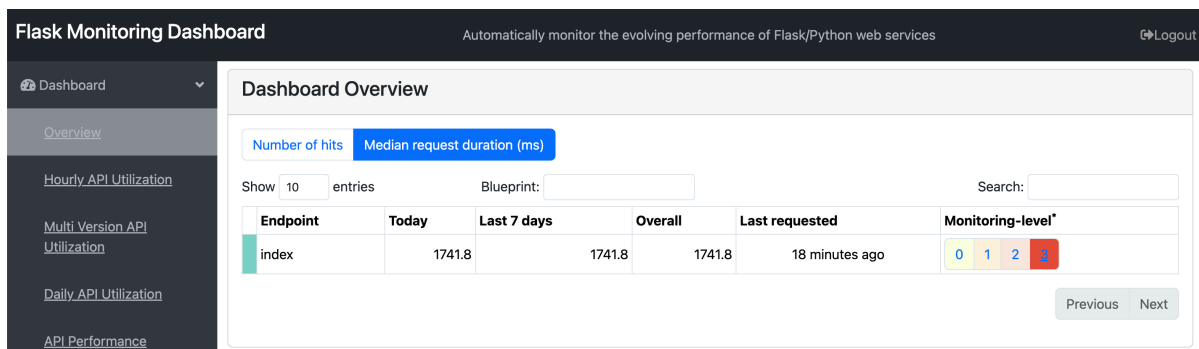 Flask Monitoring Dashboard
Automatically monitor the evolving performance of Flask/Python web services
Logout
Dashboard
Overview
Hourly API Utilization
Multi Version API
Utilization
Daily API Utilization
API Performance
Dashboard Overview
Number of hits Median request duration (ms)
Show 10 entries Blueprint: Search:
Endpoint Today Last 7 days Overall Last requested Monitoring-level*
index 1741.8 1741.8 1741.8 18 minutes ago 0 1 2 3
Previous Next